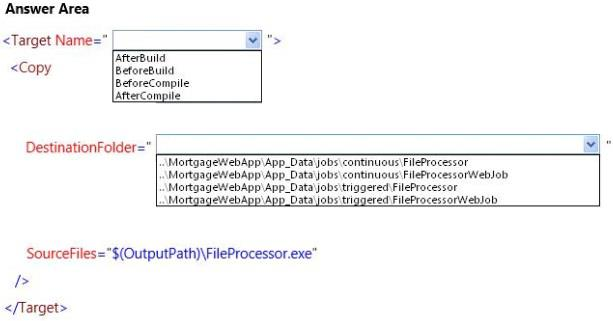 Answer Area
<Target Name=" ">
<Copy
AfterBuild
BeforeBuild
BeforeCompile
AfterCompile
DestinationFolder=" "
..\MortgageWebApp\App_Data\jobs\continuous\FileProcessor
..\MortgageWebApp\App_Data\jobs\continuous\FileProcessorWebJob
..\MortgageWebApp\App_Data\jobs\triggered\FileProcessor
..\MortgageWebApp\App_Data\jobs\triggered\FileProcessorWebJob
SourceFiles="$(OutputPath)\FileProcessor.exe"
/>
</Target>